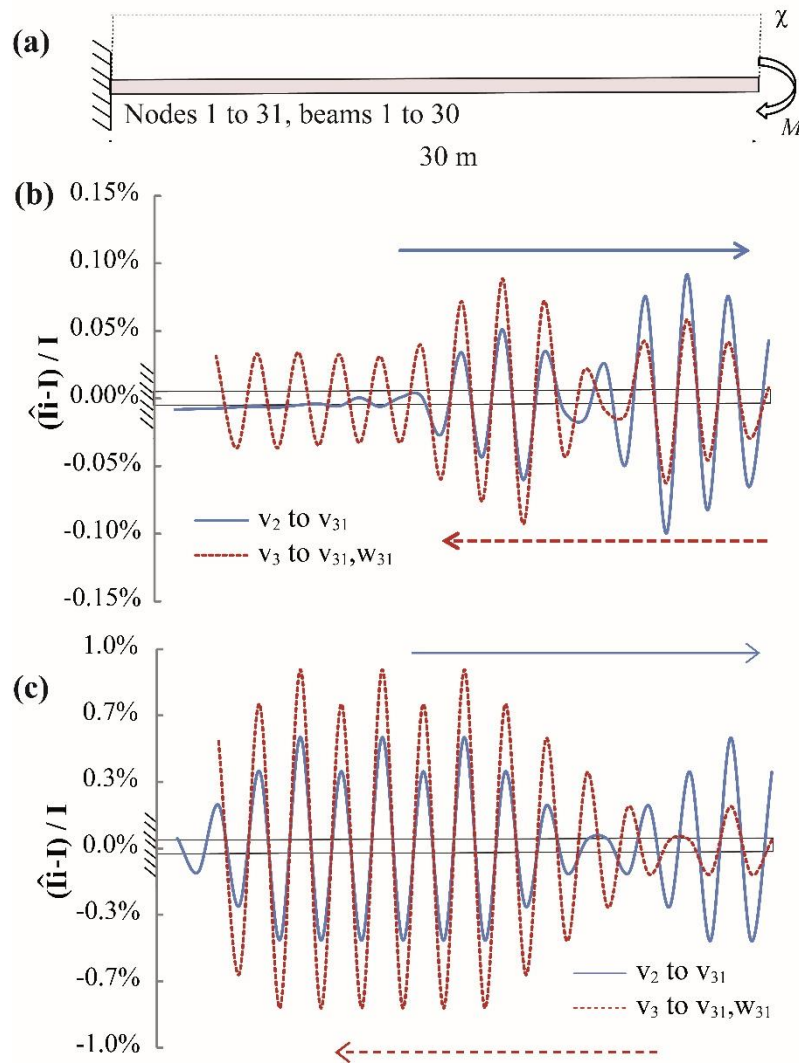 (a)
χ
Nodes 1 to 31, beams 1 to 30
M
30 m
(b)
0.15%
0.10%
0.05%
0.00%
-0.05%
-0.10%
-0.15%
(Îi-I) / I
v2 to v31
v3 to v31,w31
(c)
1.0%
0.7%
0.3%
0.0%
-0.3%
-0.7%
-1.0%
(Îi-I) / I
v2 to v31
v3 to v31,w31